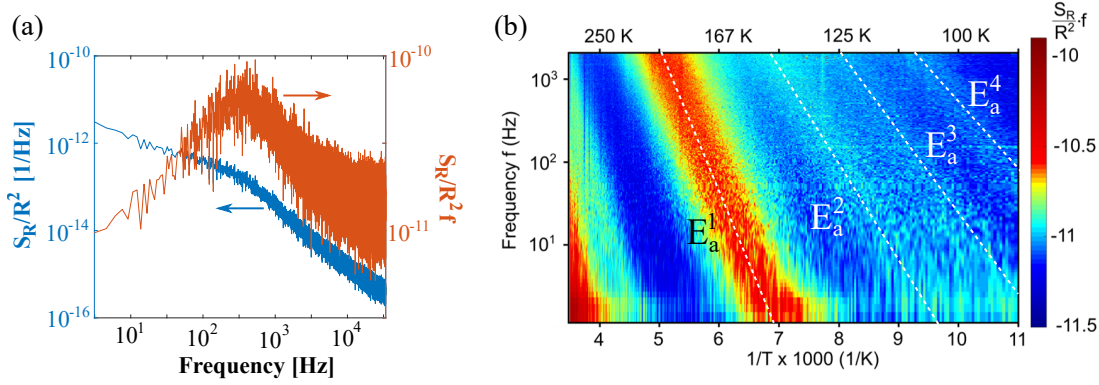 (a)
10^-10
10^-12
10^-14
10^-16
S_R/R^2 [1/Hz]
10^-10
10^-11
S_R/R^2 f
10^1
10^2
10^3
10^4
Frequency [Hz]
(b)
250 K
167 K
125 K
100 K
S_R/R^2·f
10^3
10^2
10^1
Frequency f (Hz)
E_a^1
E_a^2
E_a^3
E_a^4
-10
-10.5
-11
-11.5
4
5
6
7
8
9
10
11
1/T x 1000 (1/K)